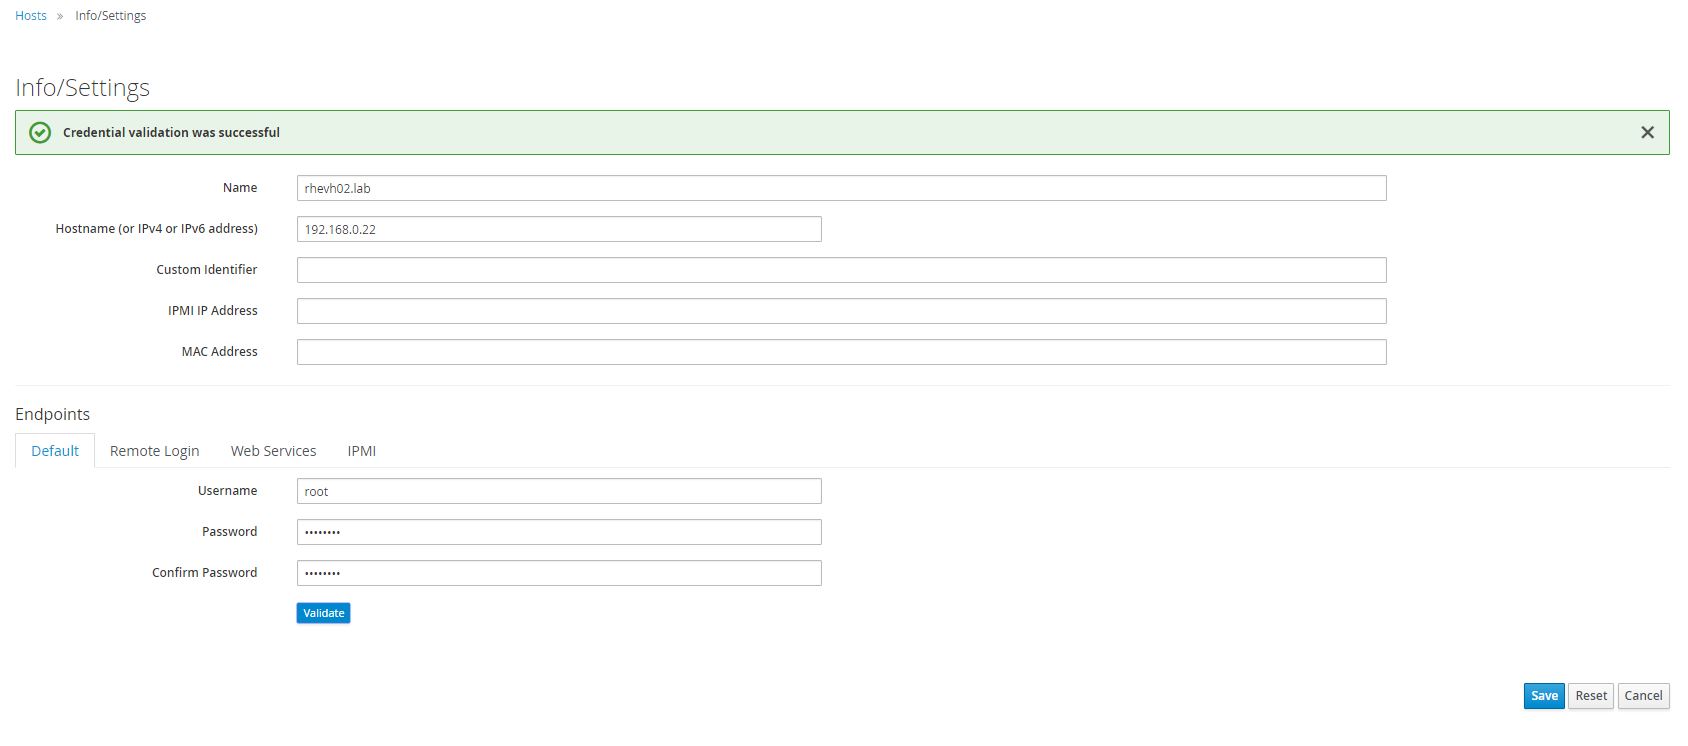 Hosts » Info/Settings
Info/Settings
Credential validation was successful
Name rhevh02.lab
Hostname (or IPv4 or IPv6 address) 192.168.0.22
Custom Identifier
IPMI IP Address
MAC Address
Endpoints
Default Remote Login Web Services IPMI
Username root
Password ••••••••
Confirm Password ••••••••
Validate
Save Reset Cancel